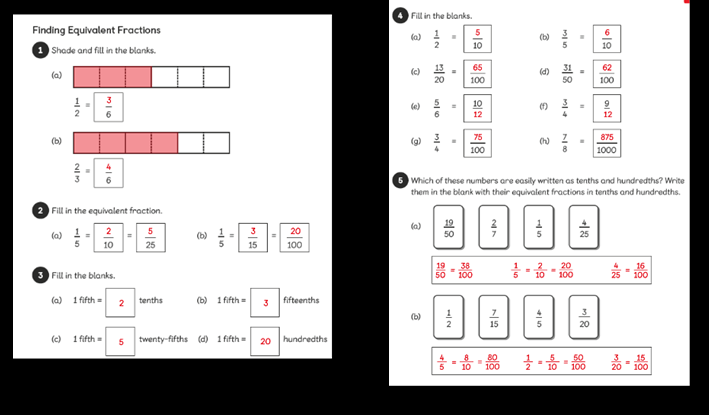 Finding Equivalent Fractions
1 Shade and fill in the blanks.
(a)
1/2 = 3/6
(b)
2/3 = 4/6
2 Fill in the equivalent fraction.
(a) 1/5 = 2/10 = 5/25 (b) 1/5 = 3/15 = 20/100
3 Fill in the blanks.
(a) 1 fifth = 2 tenths (b) 1 fifth = 3 fifteenths
(c) 1 fifth = 5 twenty-fifths (d) 1 fifth = 20 hundredths
4 Fill in the blanks.
(a) 1/2 = 5/10 (b) 3/5 = 6/10
(c) 13/20 = 65/100 (d) 31/50 = 62/100
(e) 5/6 = 10/12 (f) 3/4 = 9/12
(g) 3/4 = 75/100 (h) 7/8 = 875/1000
5 Which of these numbers are easily written as tenths and hundredths? Write
them in the blank with their equivalent fractions in tenths and hundredths.
(a) 19/50 2/7 1/5 4/25
19/50 = 38/100 1/5 = 2/10 = 20/100 4/25 = 16/100
(b) 1/2 7/15 4/5 3/20
4/5 = 8/10 = 80/100 1/2 = 5/10 = 50/100 3/20 = 15/100